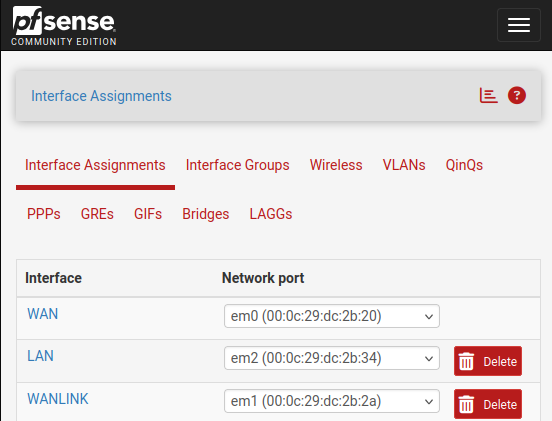 pfsense
COMMUNITY EDITION
Interface Assignments
Interface Assignments Interface Groups Wireless VLANs QinQs
PPPs GREs GIFs Bridges LAGGs
Interface Network port
WAN em0 (00:0c:29:dc:2b:20)
LAN em2 (00:0c:29:dc:2b:34) Delete
WANLINK em1 (00:0c:29:dc:2b:2a) Delete